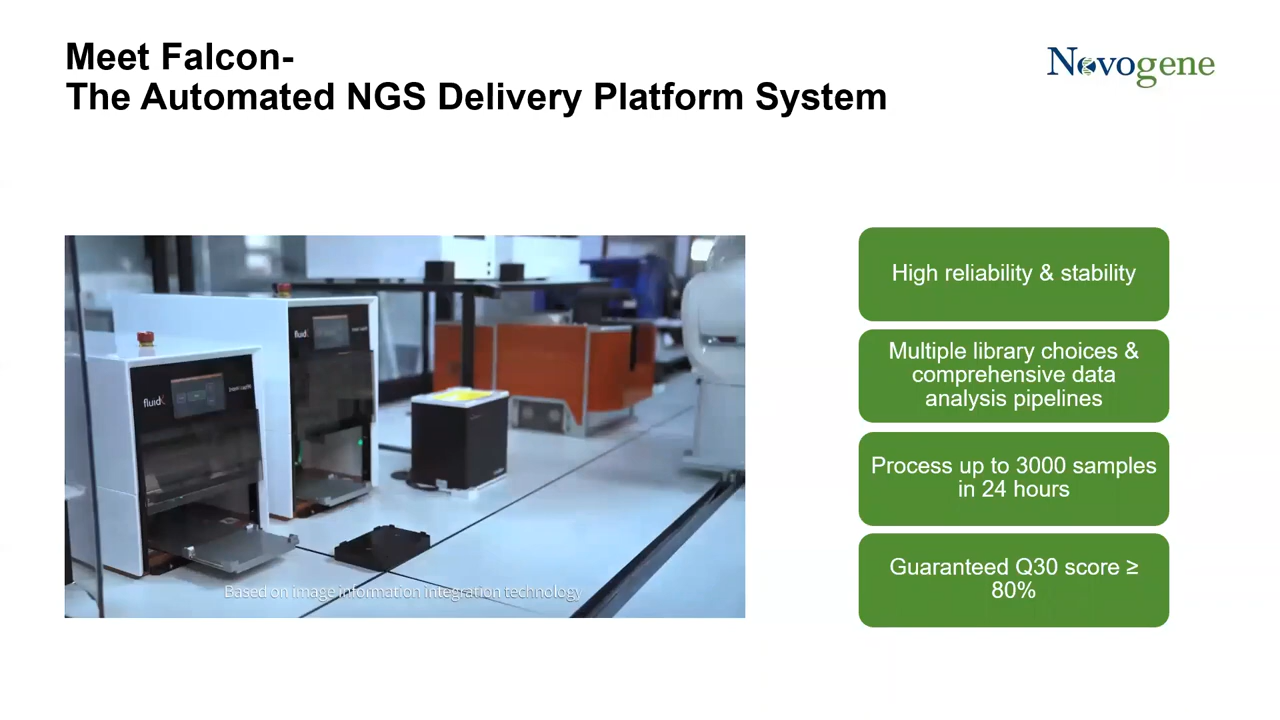 Meet Falcon-
The Automated NGS Delivery Platform System
Novogene
High reliability & stability
Multiple library choices &
comprehensive data
analysis pipelines
Process up to 3000 samples
in 24 hours
Guaranteed Q30 score ≥
80%
fluidX
fluid
Based on image information integration technology